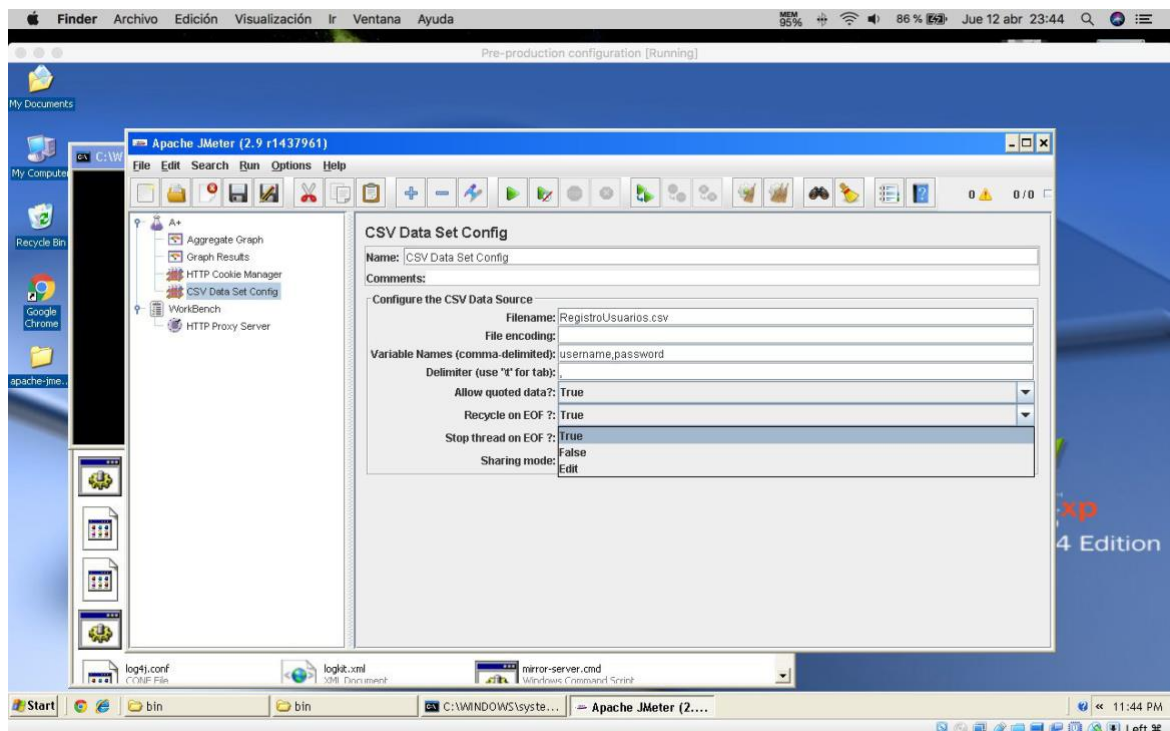 Finder Archivo Edición Visualización Ir Ventana Ayuda MEM 95% 86 % Jue 12 abr 23:44
Pre-production configuration [Running]
My Documents
My Computer
Recycle Bin
Google Chrome
apache-jme..
C:\W
Apache JMeter (2.9 r1437961)
File Edit Search Run Options Help
0 0/0
A+
Aggregate Graph
Graph Results
HTTP Cookie Manager
CSV Data Set Config
WorkBench
HTTP Proxy Server
CSV Data Set Config
Name: CSV Data Set Config
Comments:
Configure the CSV Data Source
Filename: RegistroUsuarios.csv
File encoding:
Variable Names (comma-delimited): username,password
Delimiter (use '\t' for tab): ,
Allow quoted data?: True
Recycle on EOF ?: True
Stop thread on EOF ?: True
False
Sharing mode:
Edit
xp
4 Edition
log4j.conf
CONF File
logkit.xml
XML Document
mirror-server.cmd
Windows Command Script
Start bin bin C:\WINDOWS\syste... Apache JMeter (2.... « 11:44 PM
Left ⌘